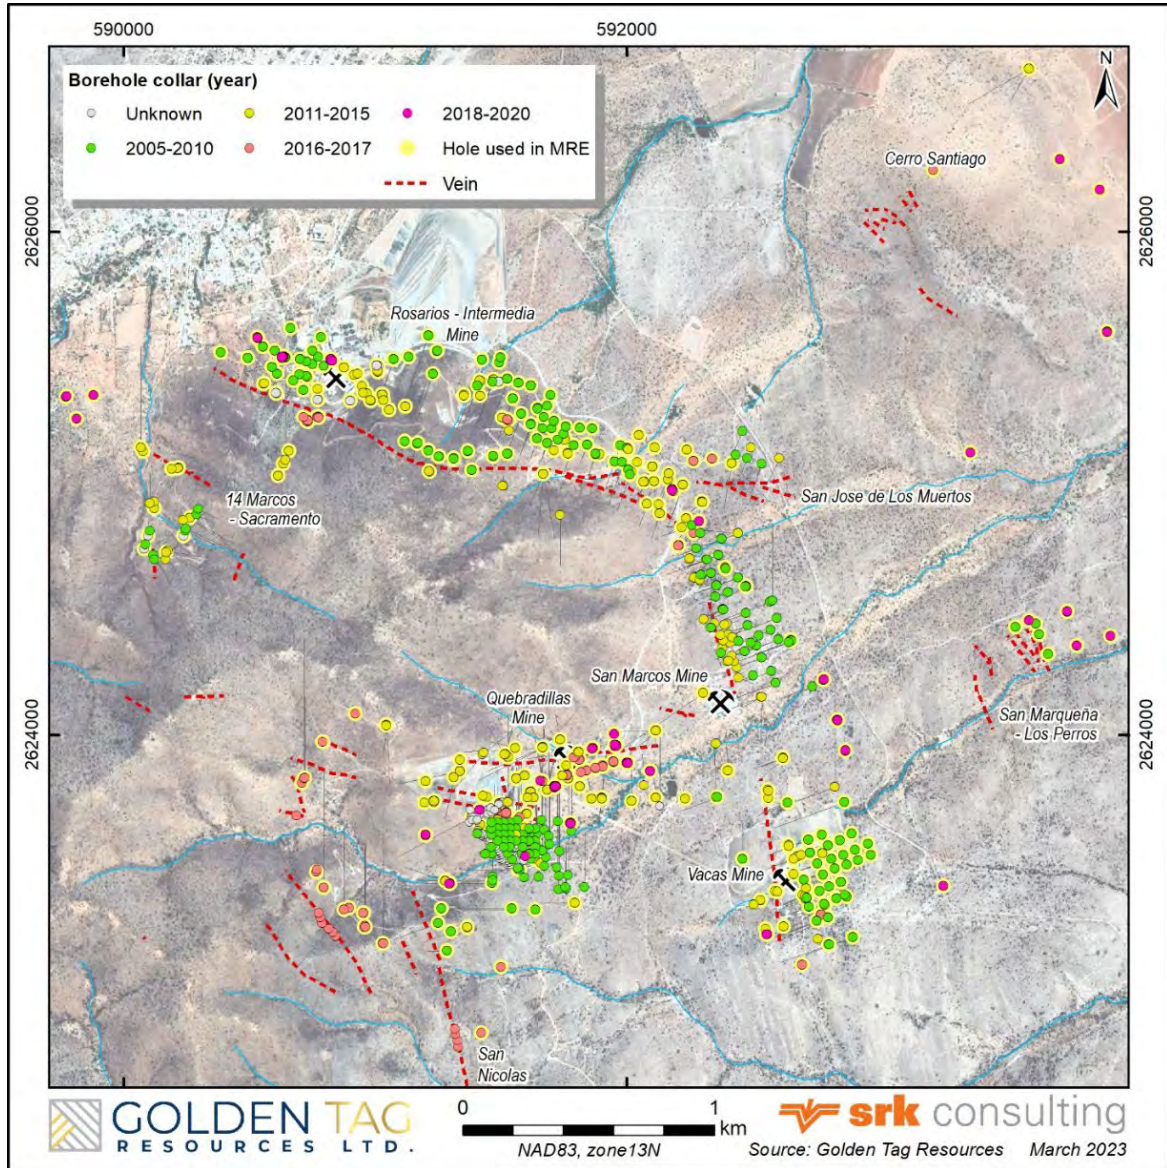 590000
592000
Borehole collar (year)
Unknown
2011-2015
2018-2020
2005-2010
2016-2017
Hole used in MRE
Vein
N
Cerro Santiago
2626000
2626000
Rosarios - Intermedia
Mine
14 Marcos
- Sacramento
San Jose de Los Muertos
San Marcos Mine
Quebradillas
Mine
San Marqueña
- Los Perros
2624000
2624000
Vacas Mine
San
Nicolas
GOLDEN TAG
RESOURCES LTD.
0
1
km
NAD83, zone13N
srk consulting
Source: Golden Tag Resources
March 2023